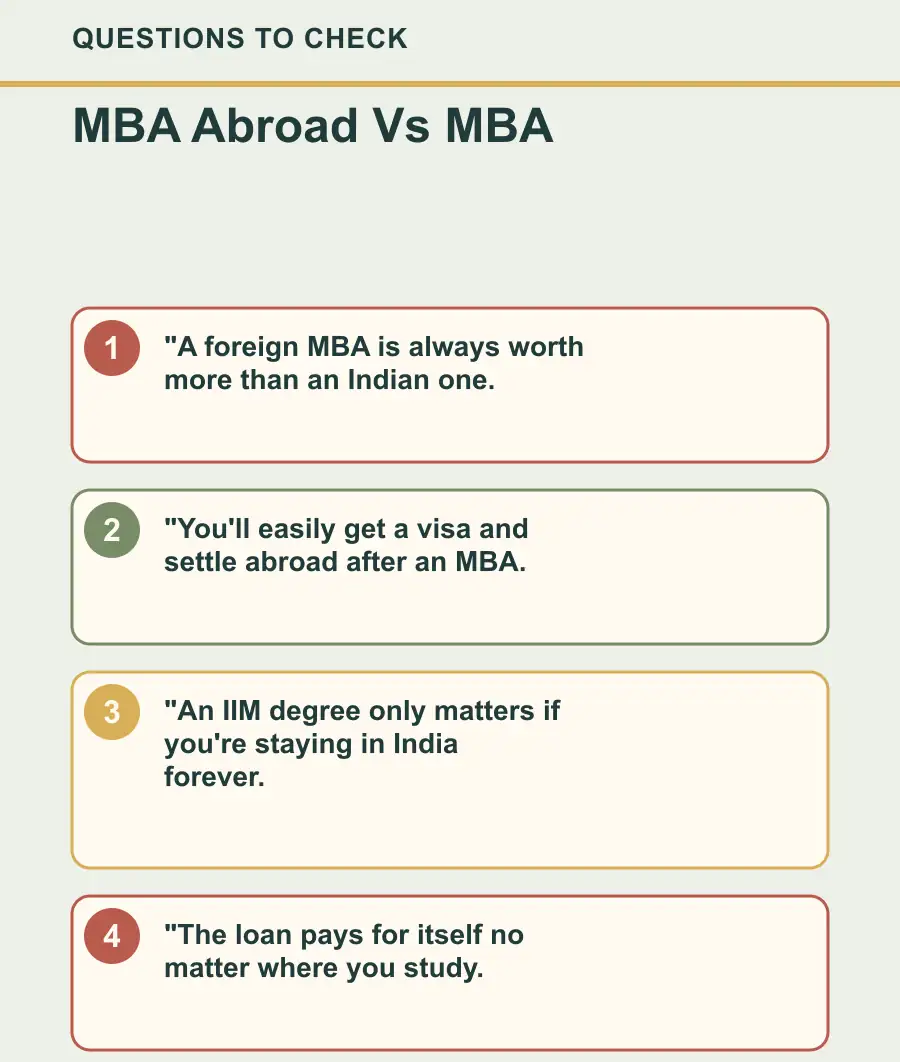 QUESTIONS TO CHECK
MBA Abroad Vs MBA
1
"A foreign MBA is always worth
more than an Indian one.
2
"You'll easily get a visa and
settle abroad after an MBA.
3
"An IIM degree only matters if
you're staying in India
forever.
4
"The loan pays for itself no
matter where you study.